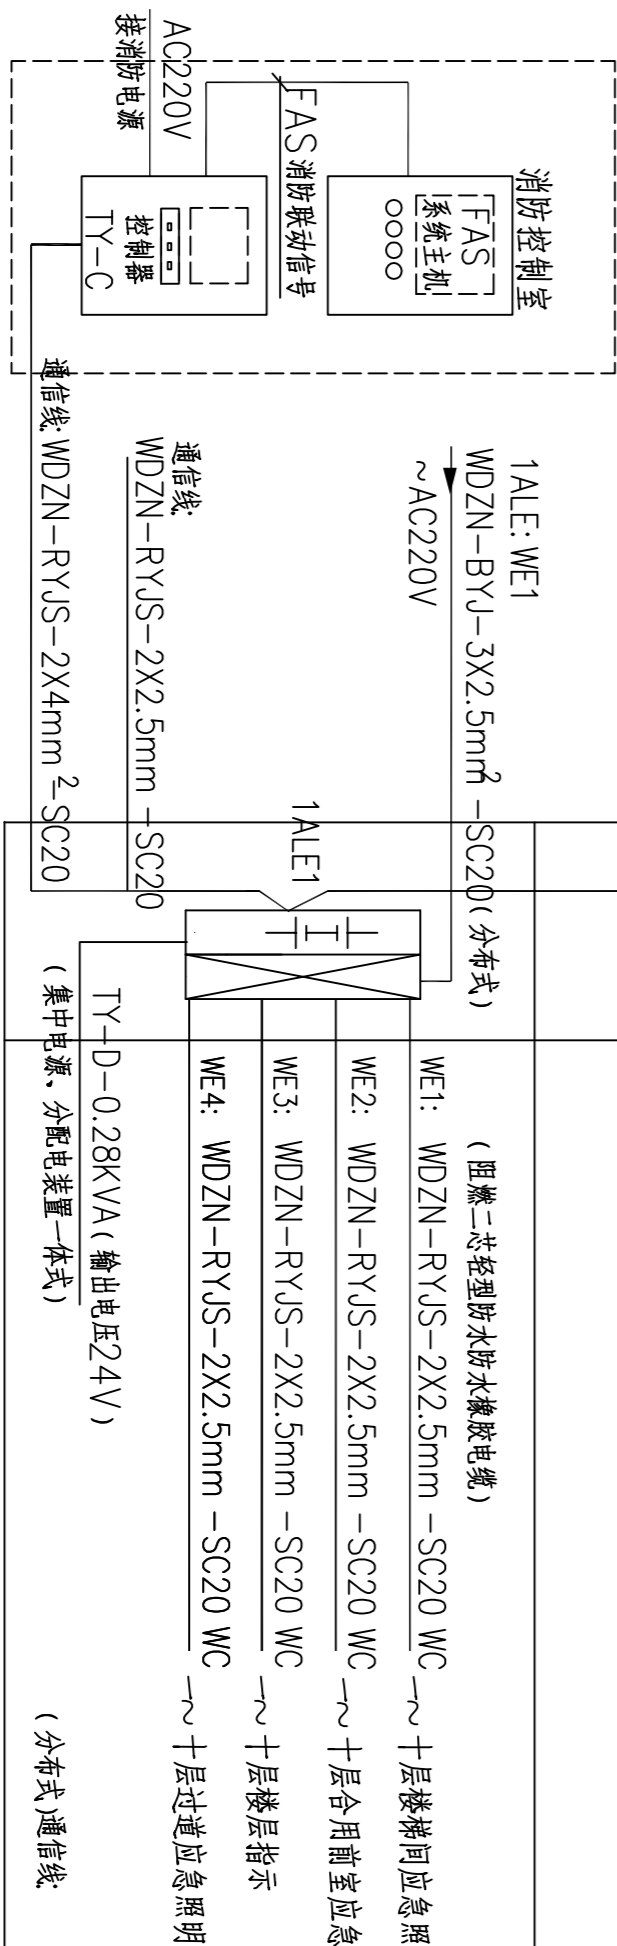 消防控制室
FAS
系统主机
FAS消防联动信号
AC220V
接消防电源
控制器
TY-C
1ALE: WE1
WDZN-BYJ-3X2.5mm² -SC20(分布式)
~AC220V
通信线:
WDZN-RYJS-2X2.5mm -SC20
通信线: WDZN-RYJS-2X4mm²-SC20
1ALE1
TY-D-0.28KVA(输出电压24V)
(集中电源、分配电装置一体式)
(阻燃二芯轻型防水防水橡胶电缆)
WE1: WDZN-RYJS-2X2.5mm -SC20 WC 一~十层楼梯间应急照
WE2: WDZN-RYJS-2X2.5mm -SC20 WC 一~十层合用前室应急
WE3: WDZN-RYJS-2X2.5mm -SC20 WC 一~十层楼层指示
WE4: WDZN-RYJS-2X2.5mm -SC20 WC 一~十层过道应急照明
(分布式)通信线: